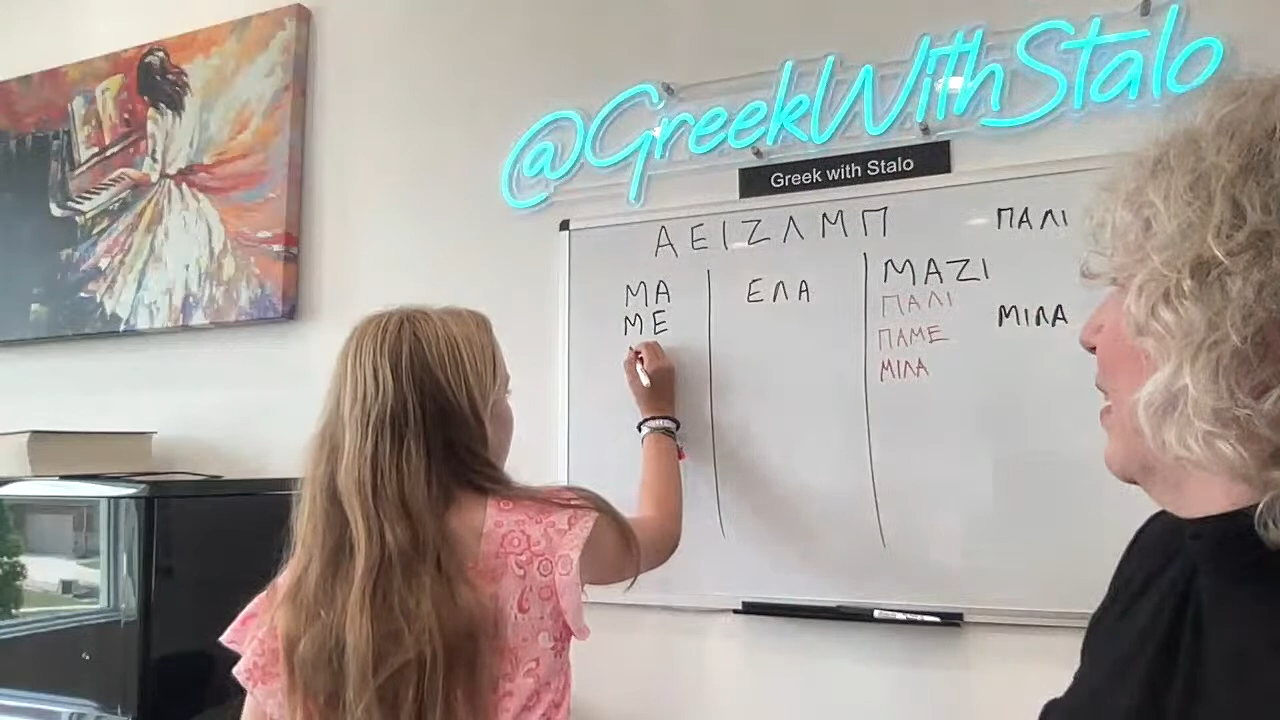 @GreekWithStalo
Greek with Stalo
ΑΕΙΖΛΜΠ
ΠΑΛΙ
ΜΑ
ΜΕ
ΕΛΑ
ΜΑΖΙ
ΠΑΛΙ
ΠΑΜΕ
ΜΙΛΑ
ΜΙΛΑ